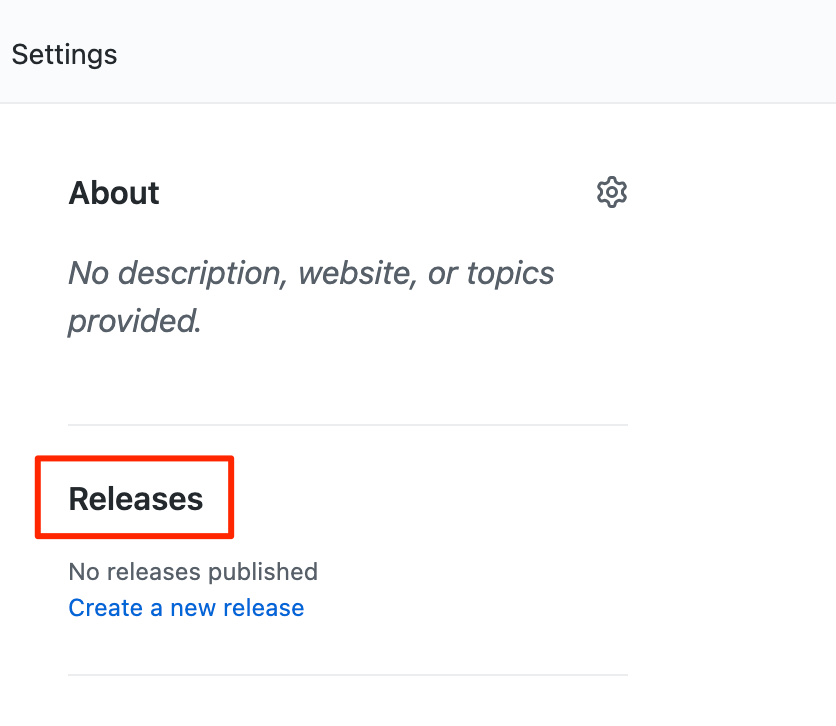 Settings
About
No description, website, or topics
provided.
Releases
No releases published
Create a new release